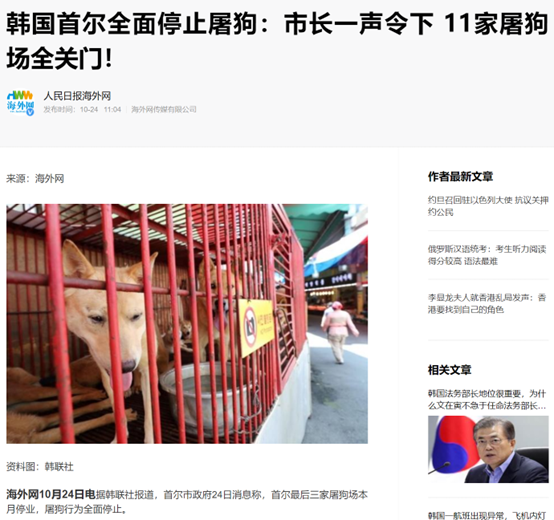 韩国首尔全面停止屠狗：市长一声令下 11家屠狗
场全关门！
海外网
人民日报海外网
发布时间：10-24 11:04 海外网传媒有限公司
来源：海外网
资料图：韩联社
海外网10月24日电据韩联社报道，首尔市政府24日消息称，首尔最后三家屠狗场本
月停业，屠狗行为全面停止。
作者最新文章
约旦召回驻以色列大使 抗议关押
约公民
俄罗斯汉语统考：考生听力阅读
得分较高 语法最难
李显龙夫人就香港乱局发声：香
港要找到自己的角色
相关文章
韩国法务部长地位很重要，为什
么文在寅不急于任命法务部长...
韩国一航班出现异常，飞机内灯